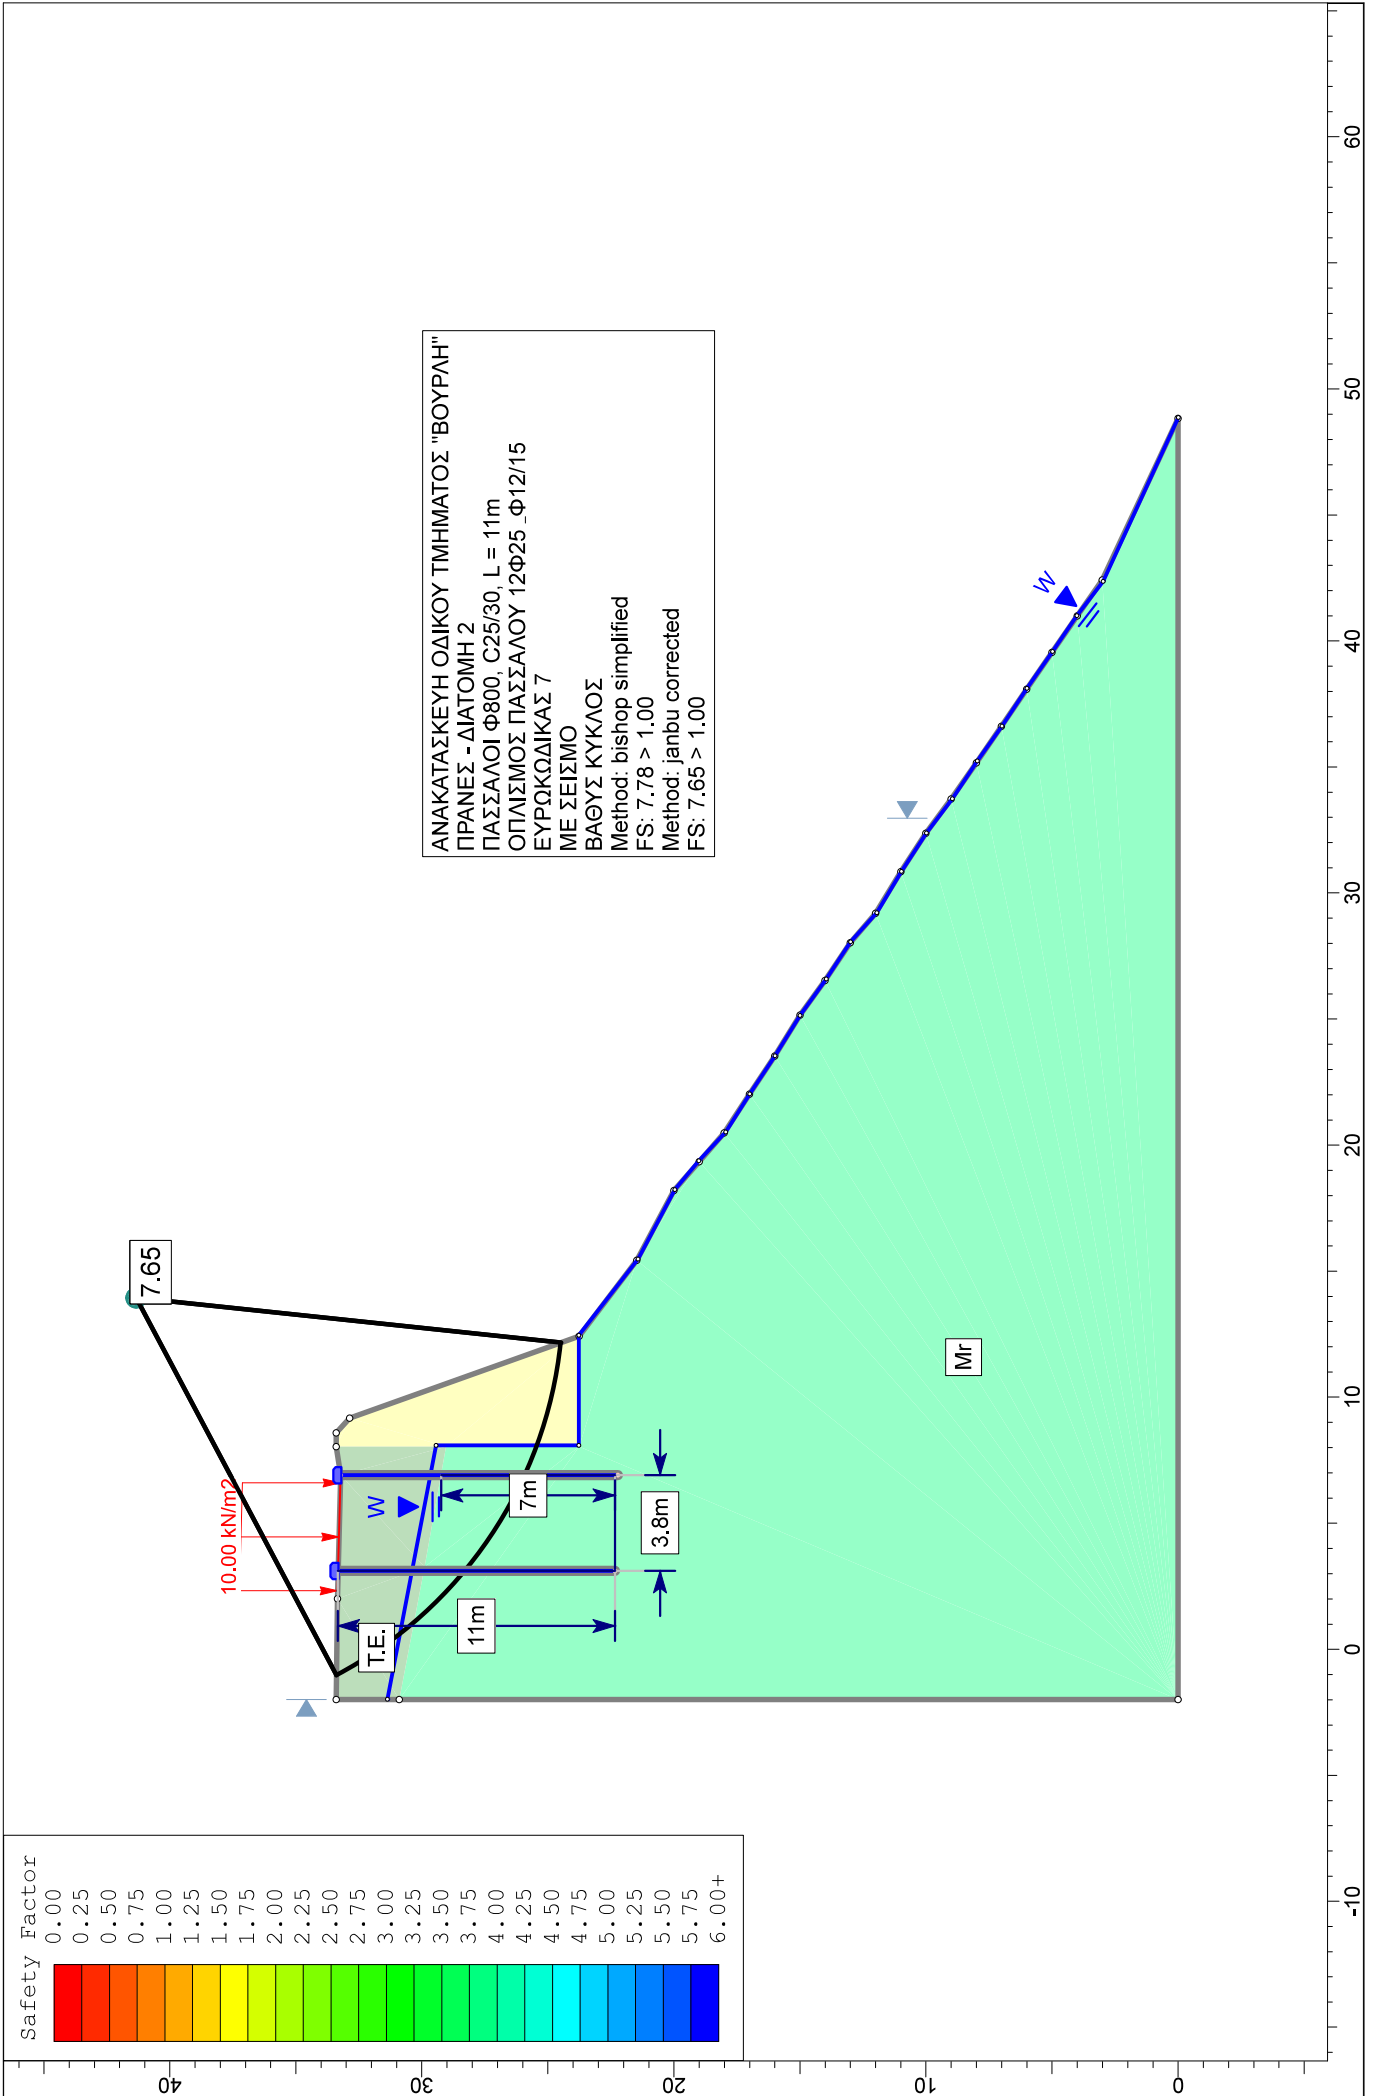 Safety Factor
0.00
0.25
0.50
0.75
1.00
1.25
1.50
1.75
2.00
2.25
2.50
2.75
3.00
3.25
3.50
3.75
4.00
4.25
4.50
4.75
5.00
5.25
5.50
5.75
6.00+
7.65
10.00 kN/m2
W
T.E.
11m
7m
3.8m
Mr
W
ΑΝΑΚΑΤΑΣΚΕΥΗ ΟΔΙΚΟΥ ΤΜΗΜΑΤΟΣ "ΒΟΥΡΛΗ"
ΠΡΑΝΕΣ - ΔΙΑΤΟΜΗ 2
ΠΑΣΣΑΛΟΙ Φ800, C25/30, L = 11m
ΟΠΛΙΣΜΟΣ ΠΑΣΣΑΛΟΥ 12Φ25 _Φ12/15
ΕΥΡΩΚΩΔΙΚΑΣ 7
ΜΕ ΣΕΙΣΜΟ
ΒΑΘΥΣ ΚΥΚΛΟΣ
Method: bishop simplified
FS: 7.78 > 1.00
Method: janbu corrected
FS: 7.65 > 1.00
40
30
20
10
0
-10
0
10
20
30
40
50
60